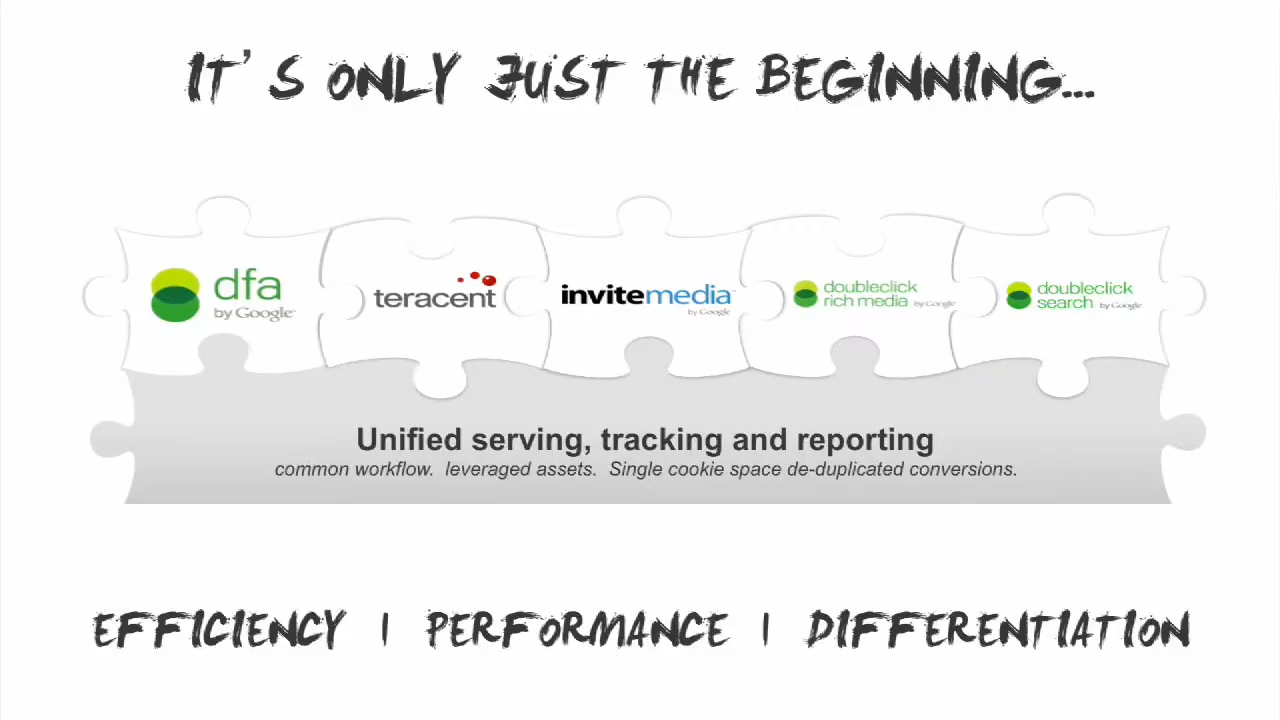 IT'S ONLY JUST THE BEGINNING...
dfa
by Google
teracent
invitemedia
by Google
doubleclick
rich media by Google
doubleclick
search by Google
Unified serving, tracking and reporting
common workflow. leveraged assets. Single cookie space de-duplicated conversions.
EFFICIENCY | PERFORMANCE | DIFFERENTIATION